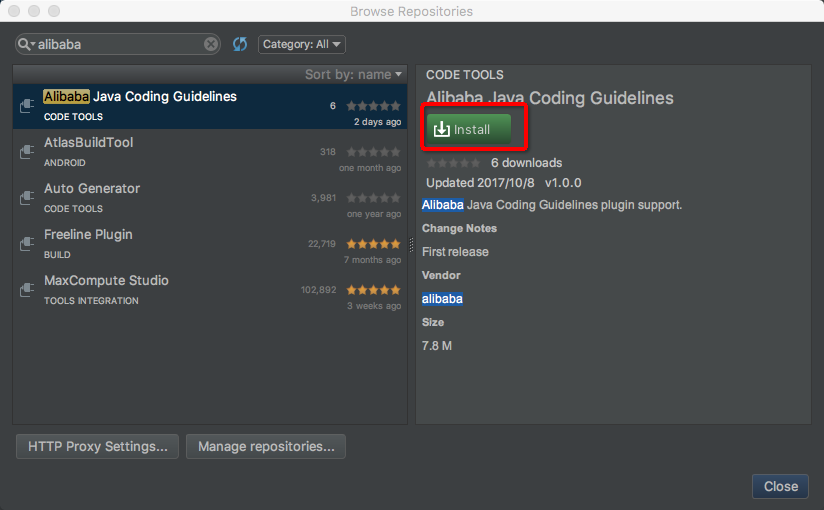 Browse Repositories
alibaba
Category: All
Sort by: name
Alibaba Java Coding Guidelines
6
CODE TOOLS
2 days ago
AtlasBuildTool
318
ANDROID
one month ago
Auto Generator
3,981
CODE TOOLS
one year ago
Freeline Plugin
22,719
BUILD
7 months ago
MaxCompute Studio
102,892
TOOLS INTEGRATION
3 weeks ago
CODE TOOLS
Alibaba Java Coding Guidelines
Install
6 downloads
Updated 2017/10/8 v1.0.0
Alibaba Java Coding Guidelines plugin support.
Change Notes
First release
Vendor
alibaba
Size
7.8 M
HTTP Proxy Settings...
Manage repositories...
Close